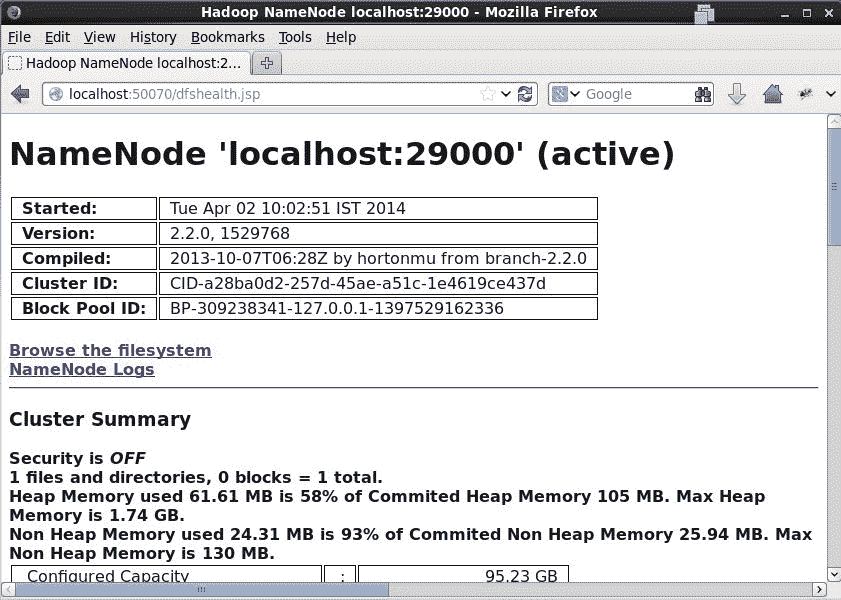 Hadoop NameNode localhost:29000 - Mozilla Firefox
File Edit View History Bookmarks Tools Help
Hadoop NameNode localhost:2...
localhost:50070/dfshealth.jsp Google
NameNode 'localhost:29000' (active)
Started: Tue Apr 02 10:02:51 IST 2014
Version: 2.2.0, 1529768
Compiled: 2013-10-07T06:28Z by hortonmu from branch-2.2.0
Cluster ID: CID-a28ba0d2-257d-45ae-a51c-1e4619ce437d
Block Pool ID: BP-309238341-127.0.0.1-1397529162336
Browse the filesystem
NameNode Logs
Cluster Summary
Security is OFF
1 files and directories, 0 blocks = 1 total.
Heap Memory used 61.61 MB is 58% of Commited Heap Memory 105 MB. Max Heap
Memory is 1.74 GB.
Non Heap Memory used 24.31 MB is 93% of Commited Non Heap Memory 25.94 MB. Max
Non Heap Memory is 130 MB.
Configured Capacity : 95.23 GB